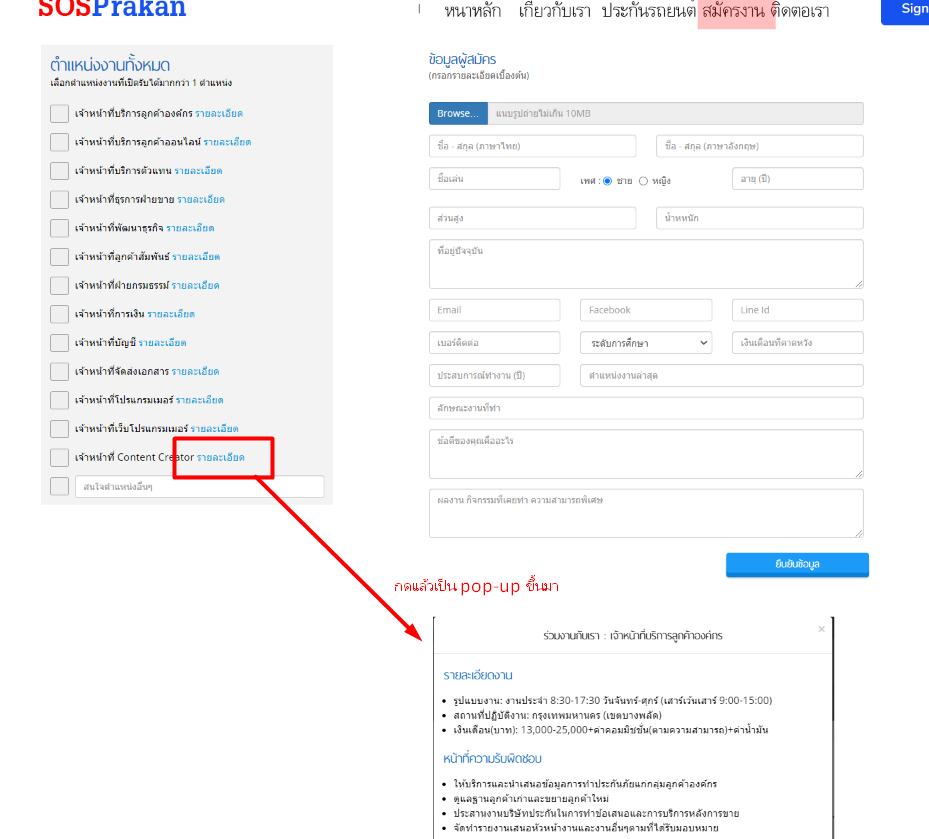 SOSPrakan
หน้าหลัก เกี่ยวกับเรา ประกันรถยนต์ สมัครงาน ติดต่อเรา
Sign
ตำแหน่งงานทั้งหมด
เลือกตำแหน่งงานที่เปิดรับได้มากกว่า 1 ตำแหน่ง
เจ้าหน้าที่บริการลูกค้าองค์กร รายละเอียด
เจ้าหน้าที่บริการลูกค้าออนไลน์ รายละเอียด
เจ้าหน้าที่บริการตัวแทน รายละเอียด
เจ้าหน้าที่ธุรการฝ่ายขาย รายละเอียด
เจ้าหน้าที่พัฒนาธุรกิจ รายละเอียด
เจ้าหน้าที่ลูกค้าสัมพันธ์ รายละเอียด
เจ้าหน้าที่ฝ่ายกรมธรรม์ รายละเอียด
เจ้าหน้าที่การเงิน รายละเอียด
เจ้าหน้าที่บัญชี รายละเอียด
เจ้าหน้าที่จัดส่งเอกสาร รายละเอียด
เจ้าหน้าที่โปรแกรมเมอร์ รายละเอียด
เจ้าหน้าที่เว็บโปรแกรมเมอร์ รายละเอียด
เจ้าหน้าที่ Content Creator รายละเอียด
สนใจตำแหน่งอื่นๆ
ข้อมูลผู้สมัคร
(กรอกรายละเอียดเบื้องต้น)
Browse... แนบรูปถ่ายไม่เกิน 10MB
ชื่อ - สกุล (ภาษาไทย) ชื่อ - สกุล (ภาษาอังกฤษ)
ชื่อเล่น เพศ : ชาย หญิง อายุ (ปี)
ส่วนสูง น้ำหนัก
ที่อยู่ปัจจุบัน
Email Facebook Line Id
เบอร์ติดต่อ ระดับการศึกษา เงินเดือนที่คาดหวัง
ประสบการณ์ทำงาน (ปี) ตำแหน่งงานล่าสุด
ลักษณะงานที่ทำ
ข้อดีของคุณคืออะไร
ผลงาน กิจกรรมที่เคยทำ ความสามารถพิเศษ
ยืนยันข้อมูล
กดแล้วเป็น pop-up ขึ้นมา
ร่วมงานกับเรา : เจ้าหน้าที่บริการลูกค้าองค์กร ×
รายละเอียดงาน
• รูปแบบงาน: งานประจำ 8:30-17:30 วันจันทร์-ศุกร์ (เสาร์เว้นเสาร์ 9:00-15:00)
• สถานที่ปฏิบัติงาน: กรุงเทพมหานคร (เขตบางพลัด)
• เงินเดือน(บาท): 13,000-25,000+ค่าคอมมิชชั่น(ตามความสามารถ)+ค่าน้ำมัน
หน้าที่ความรับผิดชอบ
• ให้บริการและนำเสนอข้อมูลการทำประกันภัยแก่กลุ่มลูกค้าองค์กร
• ดูแลฐานลูกค้าเก่าและขยายลูกค้าใหม่
• ประสานงานบริษัทประกันในการทำข้อเสนอและการบริการหลังการขาย
• จัดทำรายงานเสนอหัวหน้างานและงานอื่นๆตามที่ได้รับมอบหมาย